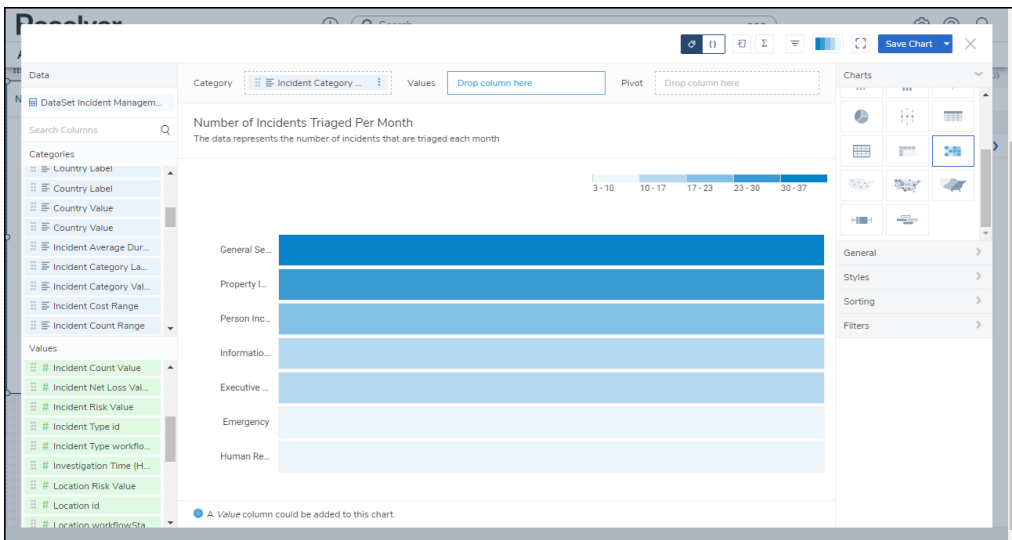 Save Chart
Data
DataSet Incident Managem...
Search Columns
Categories
Country Label
Country Label
Country Value
Country Value
Incident Average Dur...
Incident Category La...
Incident Category Val...
Incident Cost Range
Incident Count Range
Values
# Incident Count Value
# Incident Net Loss Val...
# Incident Risk Value
# Incident Type id
# Incident Type workflo...
# Investigation Time (H...
# Location Risk Value
# Location id
# Location workflowSta
Category
Incident Category ...
Values
Drop column here
Pivot
Drop column here
Number of Incidents Triaged Per Month
The data represents the number of incidents that are triaged each month
3 - 10 10 - 17 17 - 23 23 - 30 30 - 37
General Se...
Property I...
Person Inc...
Informatio...
Executive ...
Emergency
Human Re...
A Value column could be added to this chart.
Charts
General
Styles
Sorting
Filters